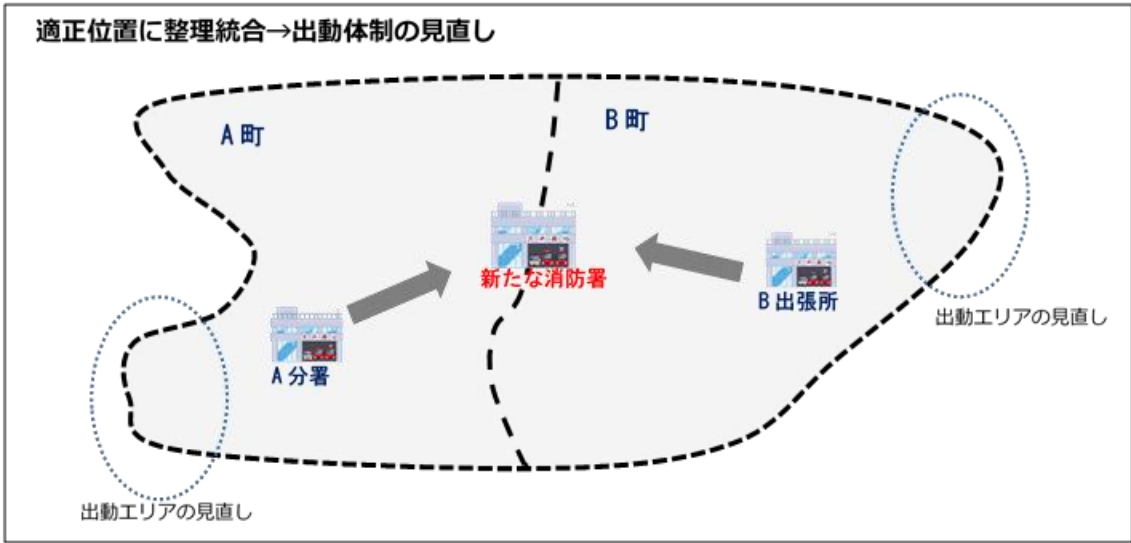 適正位置に整理統合→出動体制の見直し
A町
B町
新たな消防署
B出張所
A分署
出動エリアの見直し
出動エリアの見直し